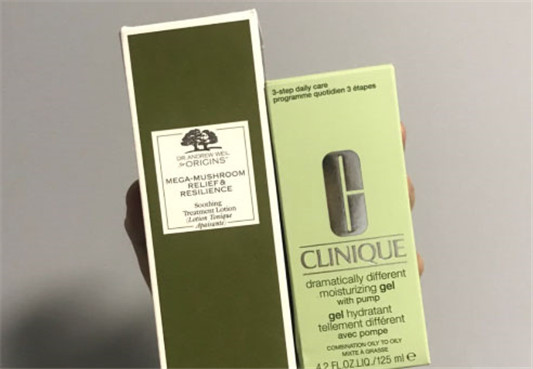 DR. ANDREW WEIL
for ORIGINS™
MEGA-MUSHROOM
RELIEF &
RESILIENCE
Soothing
Treatment Lotion
(Lotion Tonique
Apaisante)
3-step daily care
programme quotidien 3 étapes
CLINIQUE
dramatically different
moisturizing gel
with pump
gel hydratant
tellement différent
avec pompe
COMBINATION OILY TO OILY
MIXTE À GRASSE
4.2 FL.OZ.LIQ./125 ml e